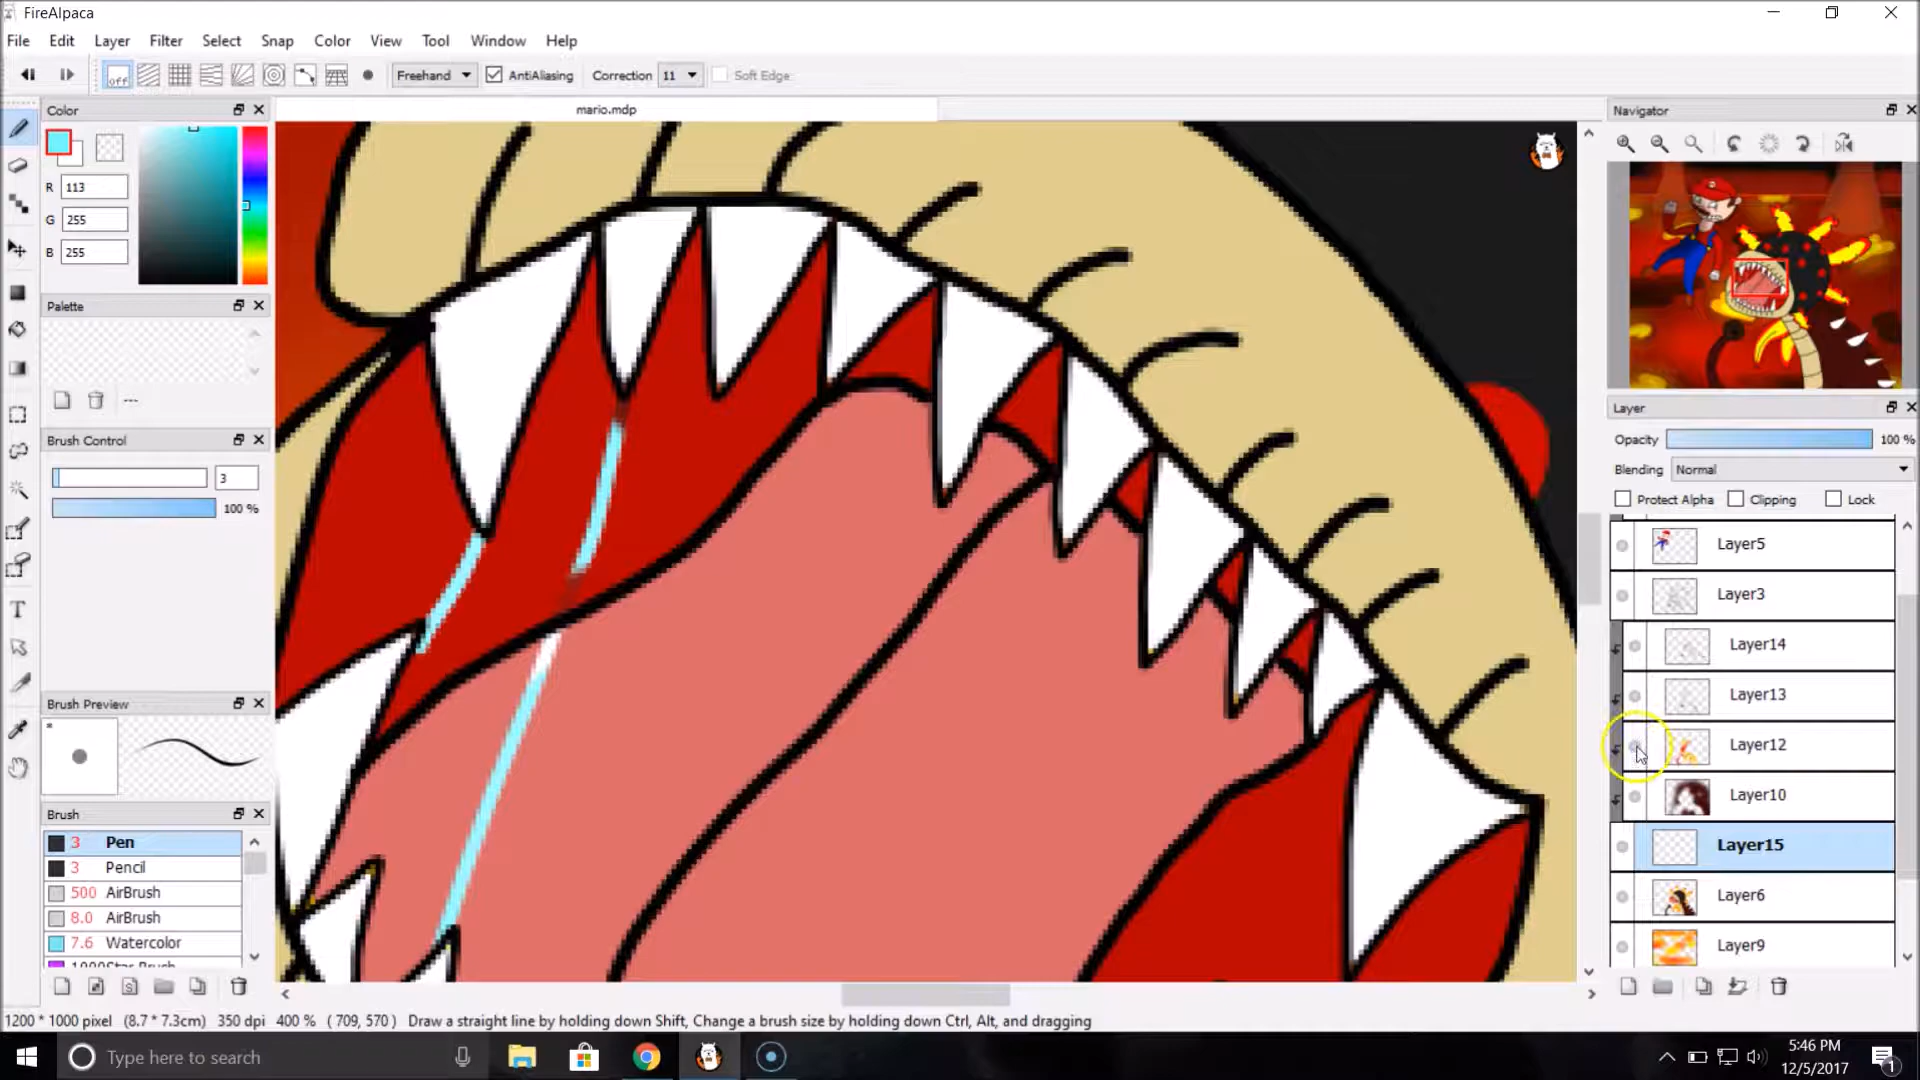 FireAlpaca
File Edit Layer Filter Select Snap Color View Tool Window Help
off Freehand AntiAliasing Correction 11 Soft Edge
Color
mario.mdp
Navigator
R 113
G 255
B 255
Palette
---
Layer
Opacity 100 %
Blending Normal
Protect Alpha Clipping Lock
Brush Control
3
100 %
Layer5
Layer3
Layer14
Layer13
Layer12
Layer10
Layer15
Layer6
Layer9
Brush Preview
Brush
3 Pen
3 Pencil
500 AirBrush
8.0 AirBrush
7.6 Watercolor
T
1200 * 1000 pixel (8.7 * 7.3cm) 350 dpi 400 % ( 709, 570 ) Draw a straight line by holding down Shift, Change a brush size by holding down Ctrl, Alt, and dragging
Type here to search
5:46 PM
12/5/2017
1